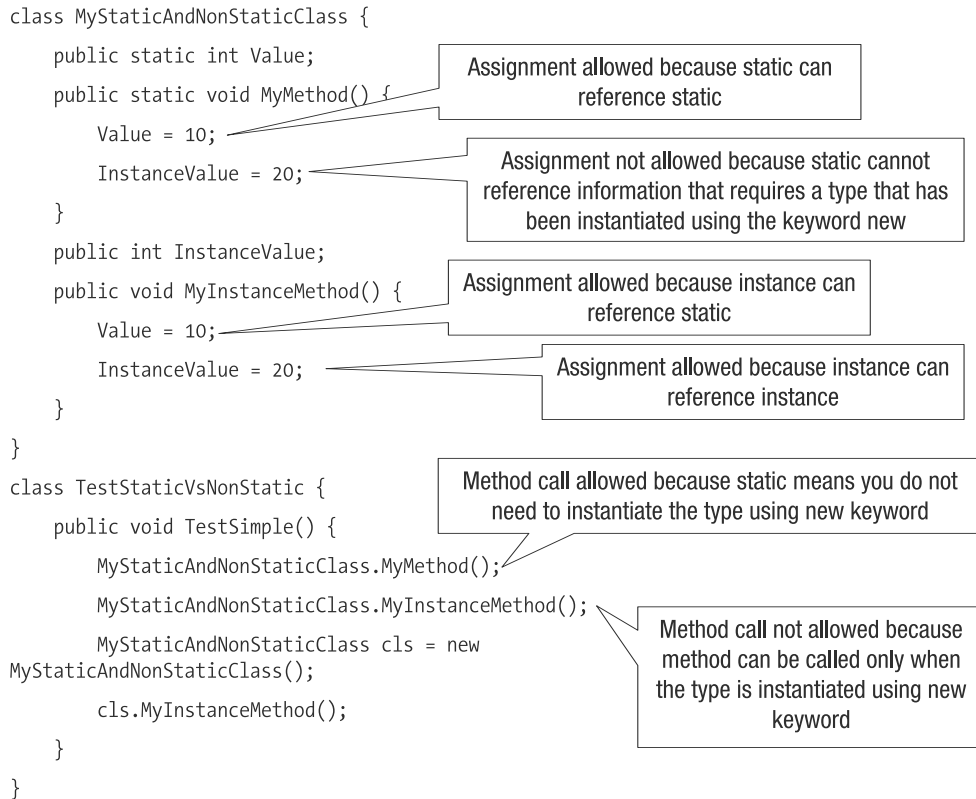 class MyStaticAndNonStaticClass {
public static int Value;
Assignment allowed because static can
reference static
public static void MyMethod() {
Value = 10;
InstanceValue = 20;
Assignment not allowed because static cannot
reference information that requires a type that has
been instantiated using the keyword new
}
public int InstanceValue;
public void MyInstanceMethod() {
Assignment allowed because instance can
reference static
Value = 10;
InstanceValue = 20;
Assignment allowed because instance can
reference instance
}
}
class TestStaticVsNonStatic {
Method call allowed because static means you do not
need to instantiate the type using new keyword
public void TestSimple() {
MyStaticAndNonStaticClass.MyMethod();
MyStaticAndNonStaticClass.MyInstanceMethod();
Method call not allowed because
method can be called only when
the type is instantiated using new
keyword
MyStaticAndNonStaticClass cls = new
MyStaticAndNonStaticClass();
cls.MyInstanceMethod();
}
}